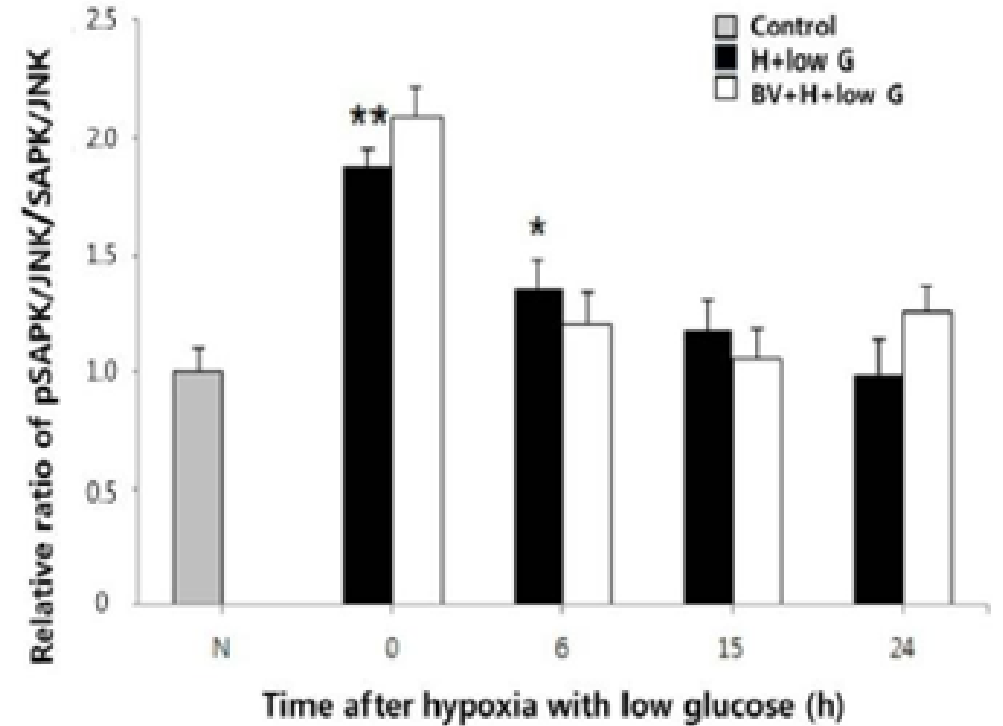 Relative ratio of pSAPK/JNK/SAPK/JNK
2.5
2.0
1.5
1.0
0.5
0
Control
H+low G
BV+H+low G
**
*
N 0 6 15 24
Time after hypoxia with low glucose (h)